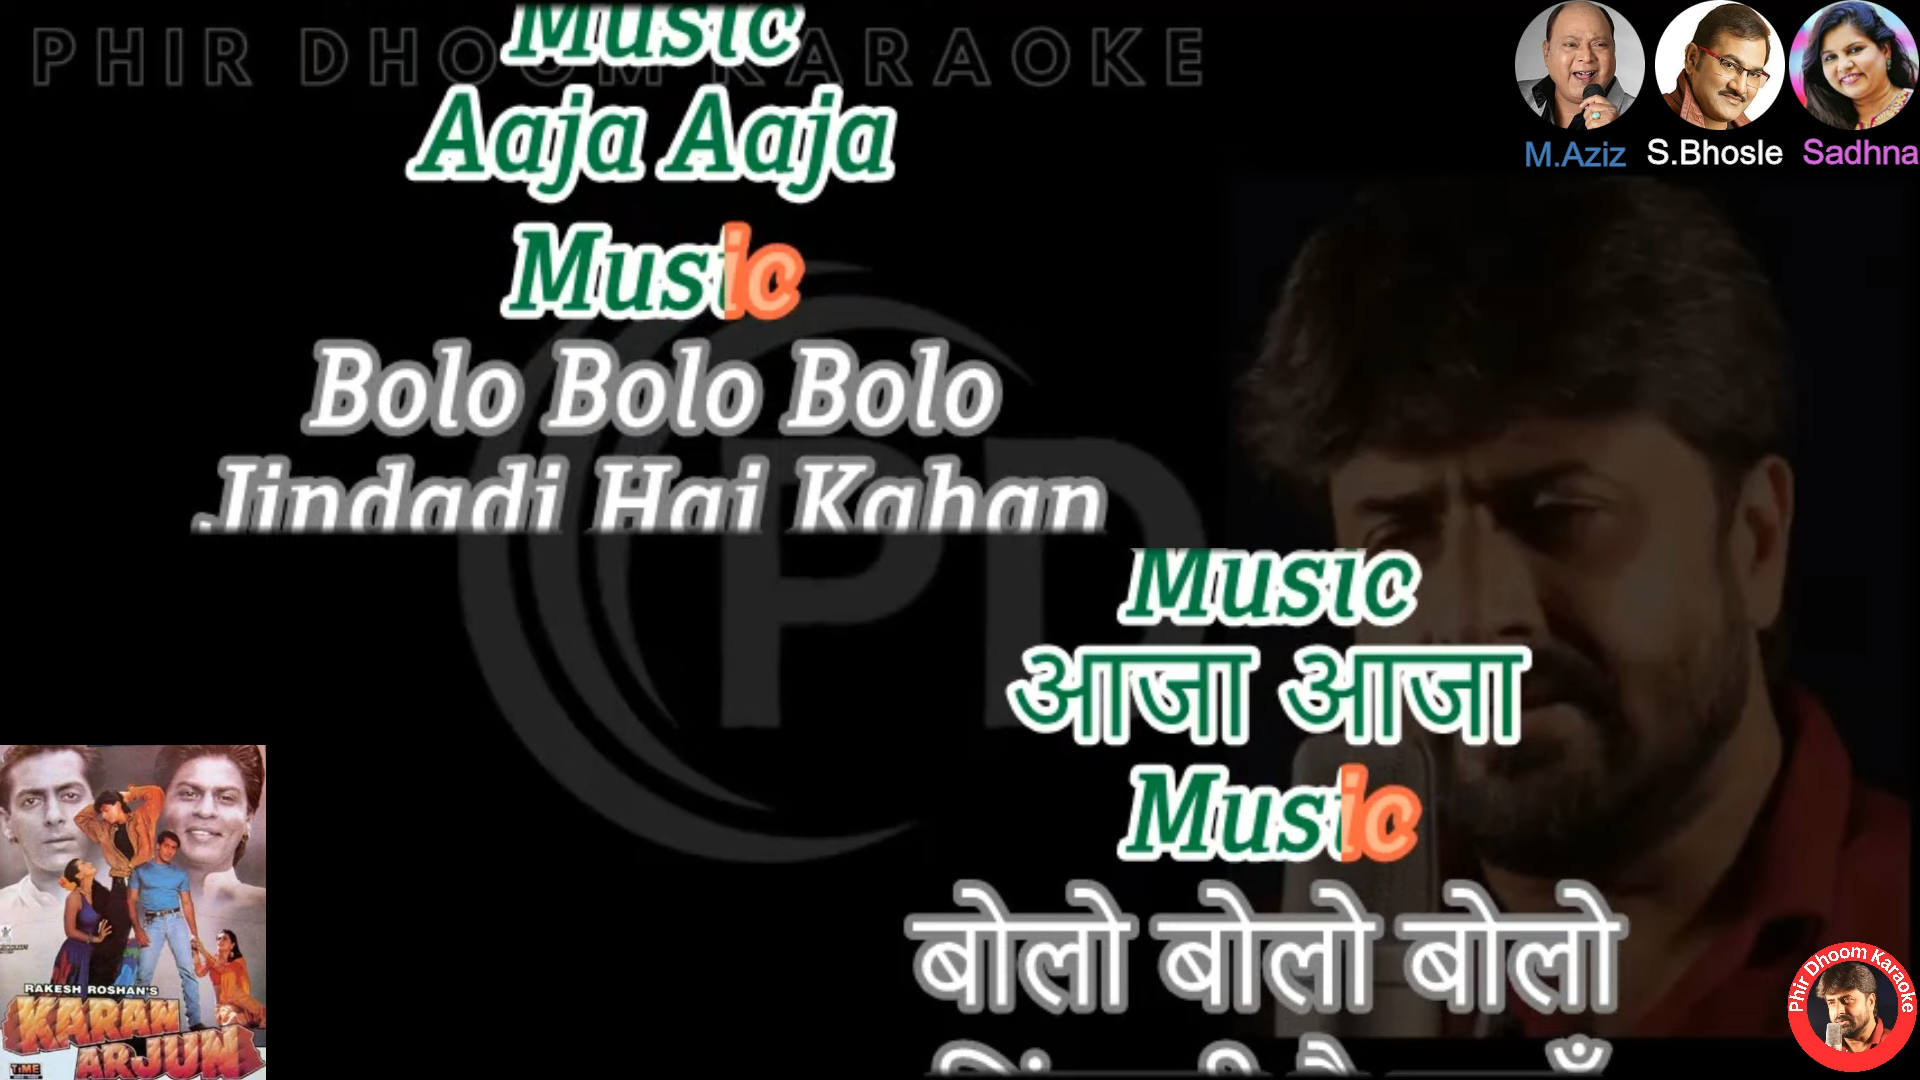 PHIR DHOOM KARAOKE
Music
Aaja Aaja
Music
Bolo Bolo Bolo
Jindadi Hai Kahan
M.Aziz S.Bhosle Sadhna
Music
आजा आजा
Music
बोलो बोलो बोलो
PD
RAKESH ROSHAN'S
KARAN
ARJUN
TIME
Phir Dhoom Karaoke